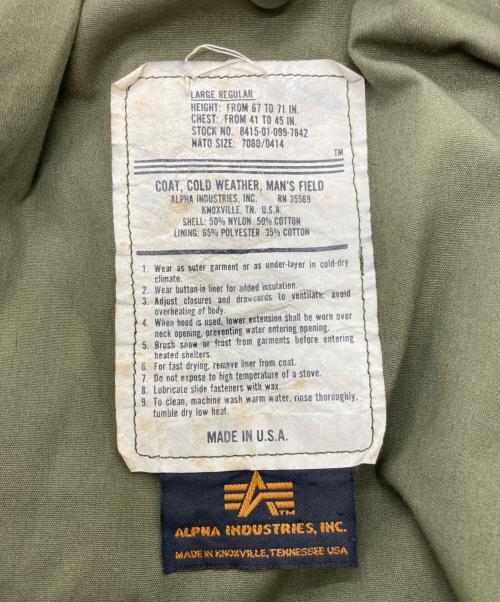 LARGE REGULAR
HEIGHT: FROM 67 TO 71 IN.
CHEST: FROM 41 TO 45 IN.
STOCK NO. 8415-01-099-7842
NATO SIZE: 7080/0414
TM
COAT, COLD WEATHER, MAN'S FIELD
ALPHA INDUSTRIES, INC. RN 35569
KNOXVILLE, TN. U.S.A.
SHELL: 50% NYLON 50% COTTON
LINING: 65% POLYESTER 35% COTTON
1. Wear as outer garment or as under-layer in cold-dry
climate.
2. Wear button-in liner for added insulation.
3. Adjust closures and drawcords to ventilate, avoid
overheating of body.
4. When hood is used, lower extension shall be worn over
neck opening, preventing water entering opening.
5. Brush snow or frost from garments before entering
heated shelters.
6. For fast drying, remove liner from coat.
7. Do not expose to high temperature of a stove.
8. Lubricate slide fasteners with wax.
9. To clean, machine wash warm water, rinse thoroughly,
tumble dry low heat.
MADE IN U.S.A.
TM
ALPHA INDUSTRIES, INC.
MADE IN KNOXVILLE, TENNESSEE USA